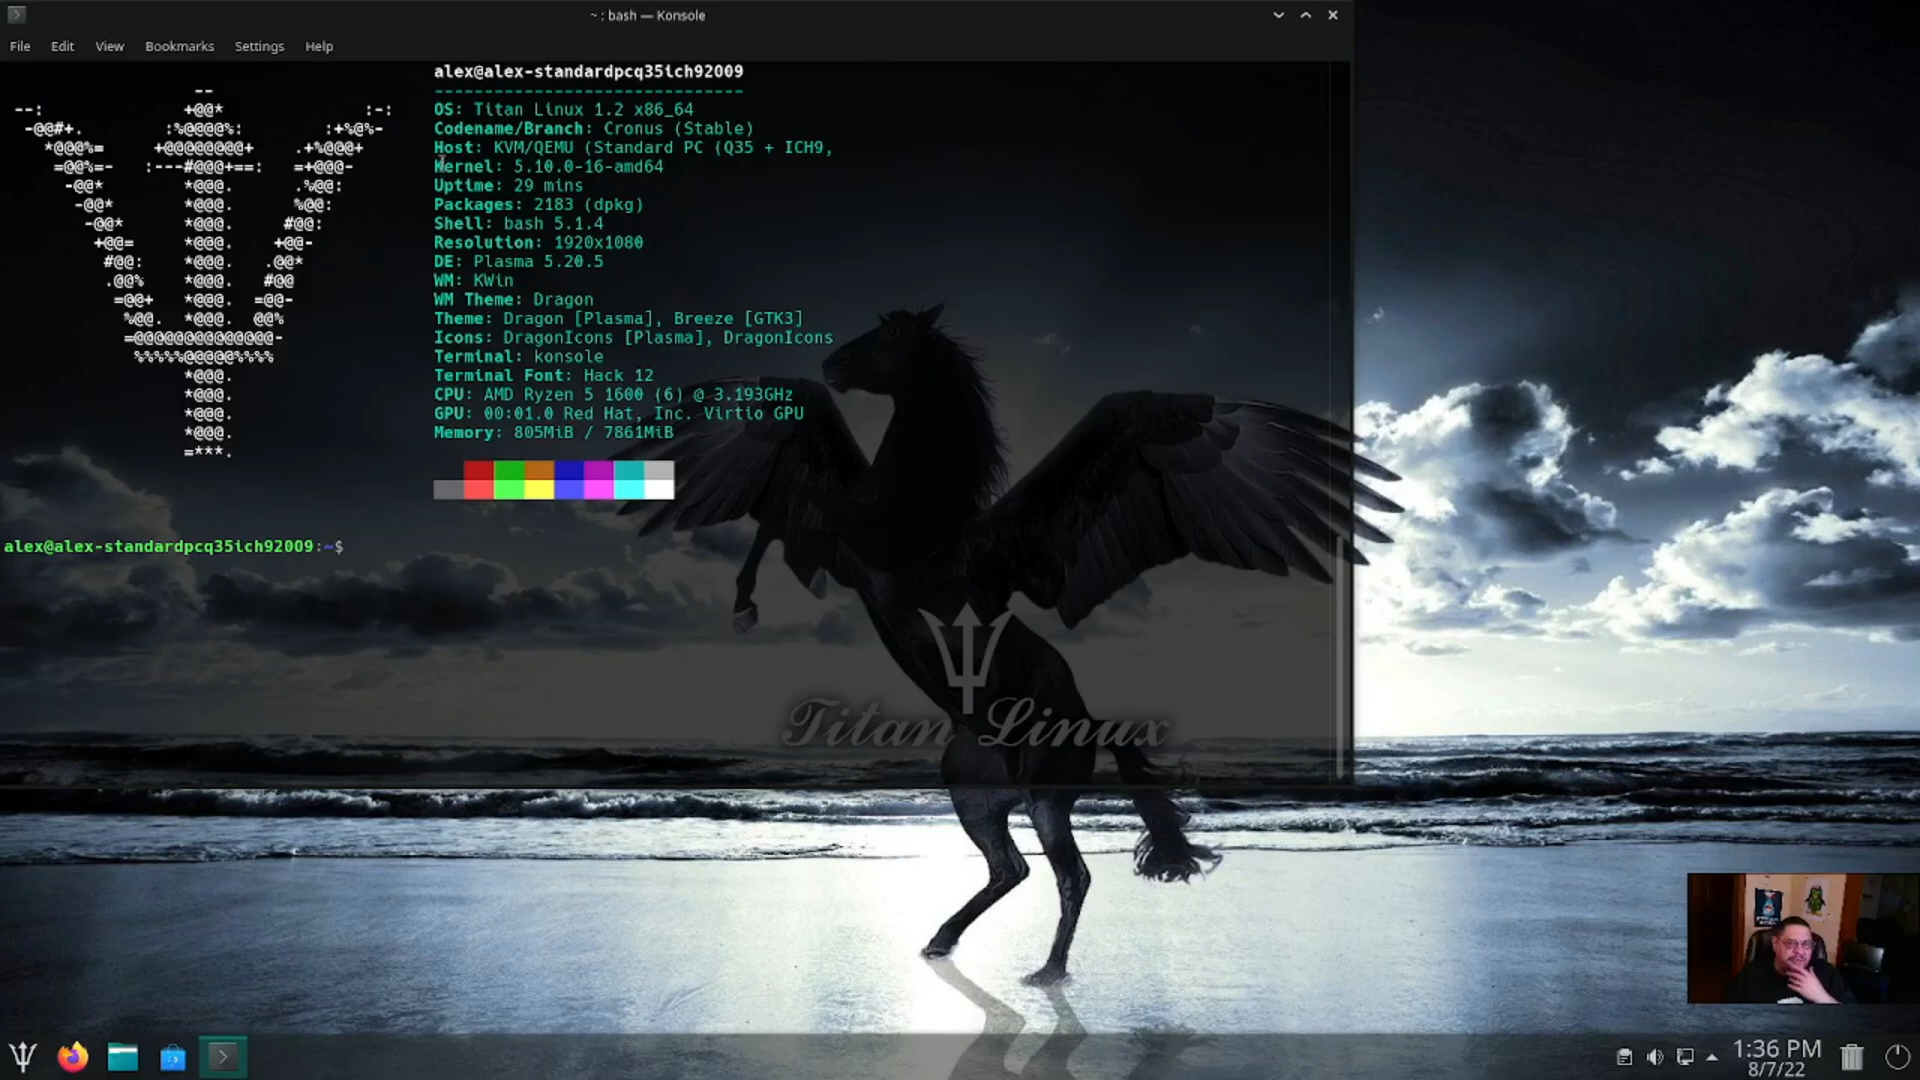 ~ : bash — Konsole
File Edit View Bookmarks Settings Help
alex@alex-standardpcq35ich92009
-------------------------------
OS: Titan Linux 1.2 x86_64
Codename/Branch: Cronus (Stable)
Host: KVM/QEMU (Standard PC (Q35 + ICH9,
Kernel: 5.10.0-16-amd64
Uptime: 29 mins
Packages: 2183 (dpkg)
Shell: bash 5.1.4
Resolution: 1920x1080
DE: Plasma 5.20.5
WM: KWin
WM Theme: Dragon
Theme: Dragon [Plasma], Breeze [GTK3]
Icons: DragonIcons [Plasma], DragonIcons
Terminal: konsole
Terminal Font: Hack 12
CPU: AMD Ryzen 5 1600 (6) @ 3.193GHz
GPU: 00:01.0 Red Hat, Inc. Virtio GPU
Memory: 805MiB / 7861MiB
alex@alex-standardpcq35ich92009:~$
Titan Linux
1:36 PM
8/7/22